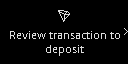 Review transaction to
deposit